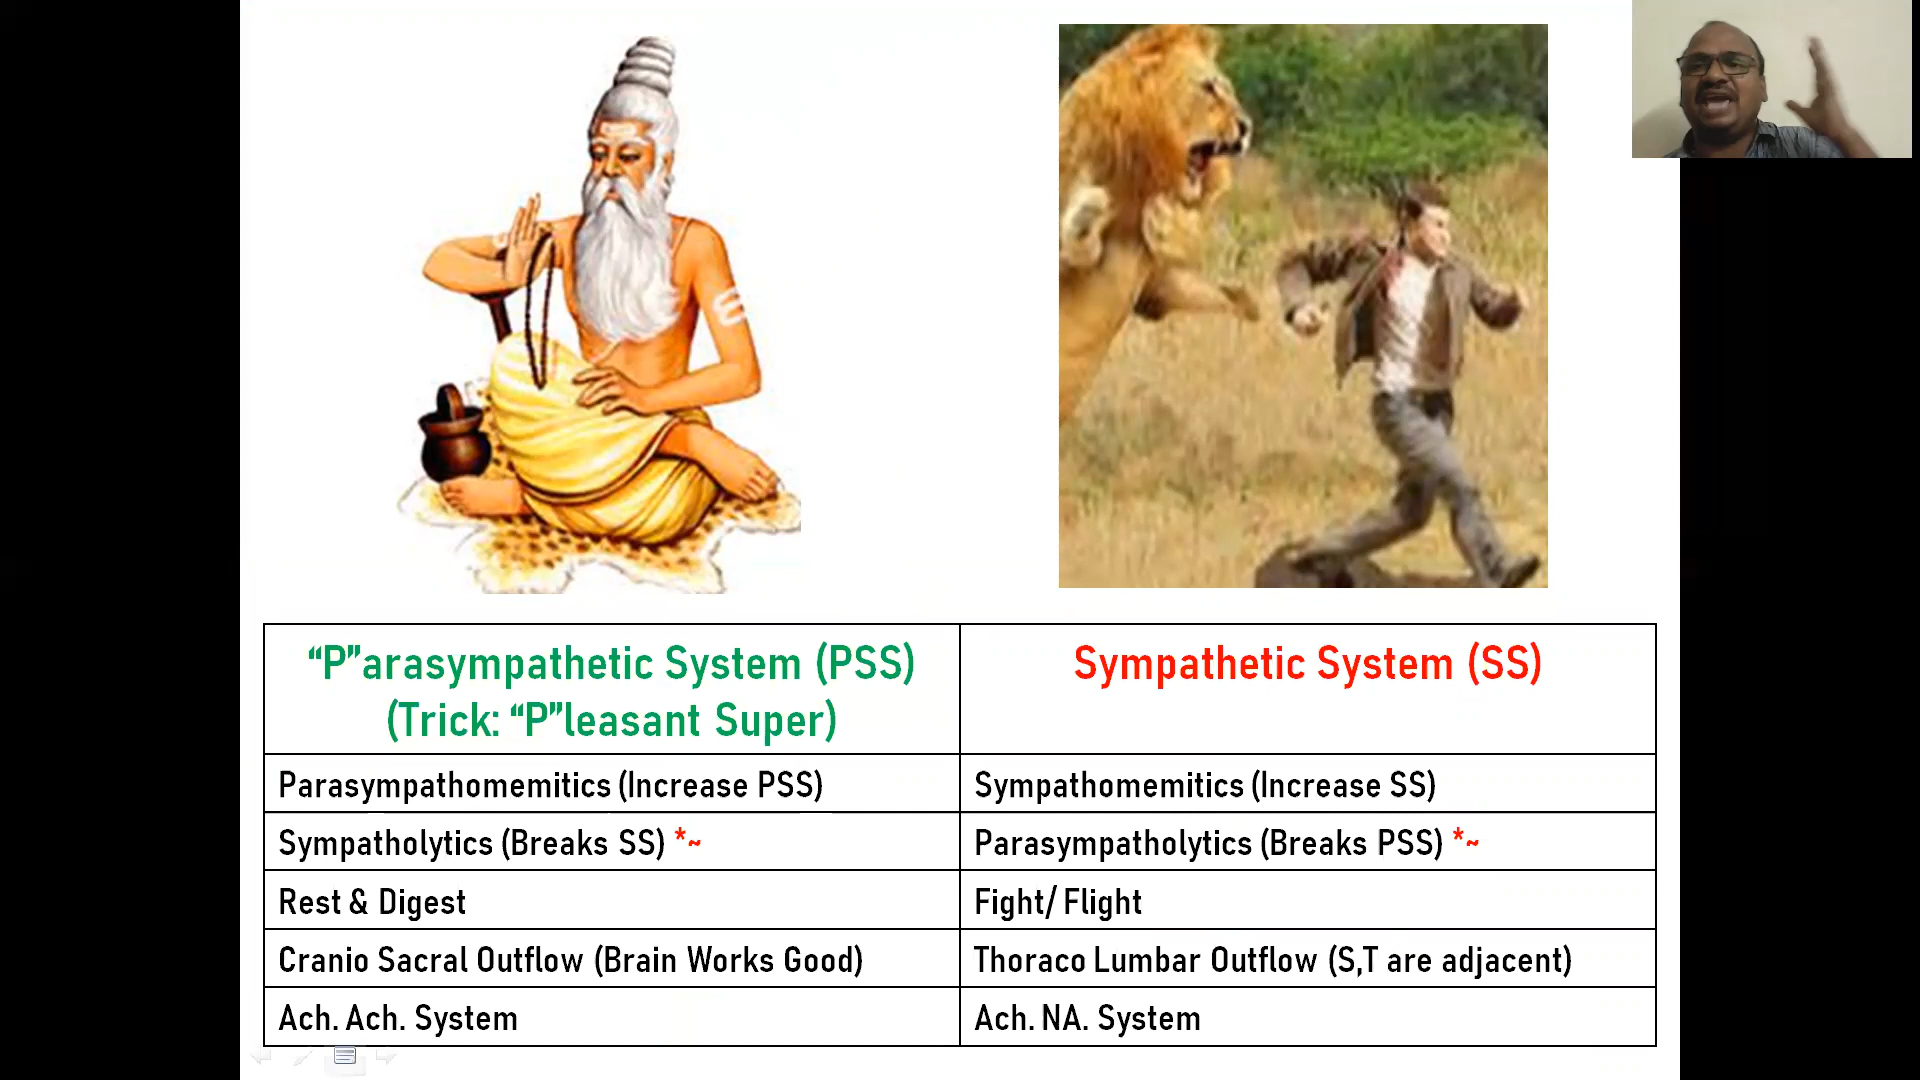 “P”arasympathetic System (PSS)
(Trick: “P”leasant Super)
Sympathetic System (SS)
Parasympathomemitics (Increase PSS)
Sympathomemitics (Increase SS)
Sympatholytics (Breaks SS) *~
Parasympatholytics (Breaks PSS) *~
Rest & Digest
Fight/ Flight
Cranio Sacral Outflow (Brain Works Good)
Thoraco Lumbar Outflow (S,T are adjacent)
Ach. Ach. System
Ach. NA. System